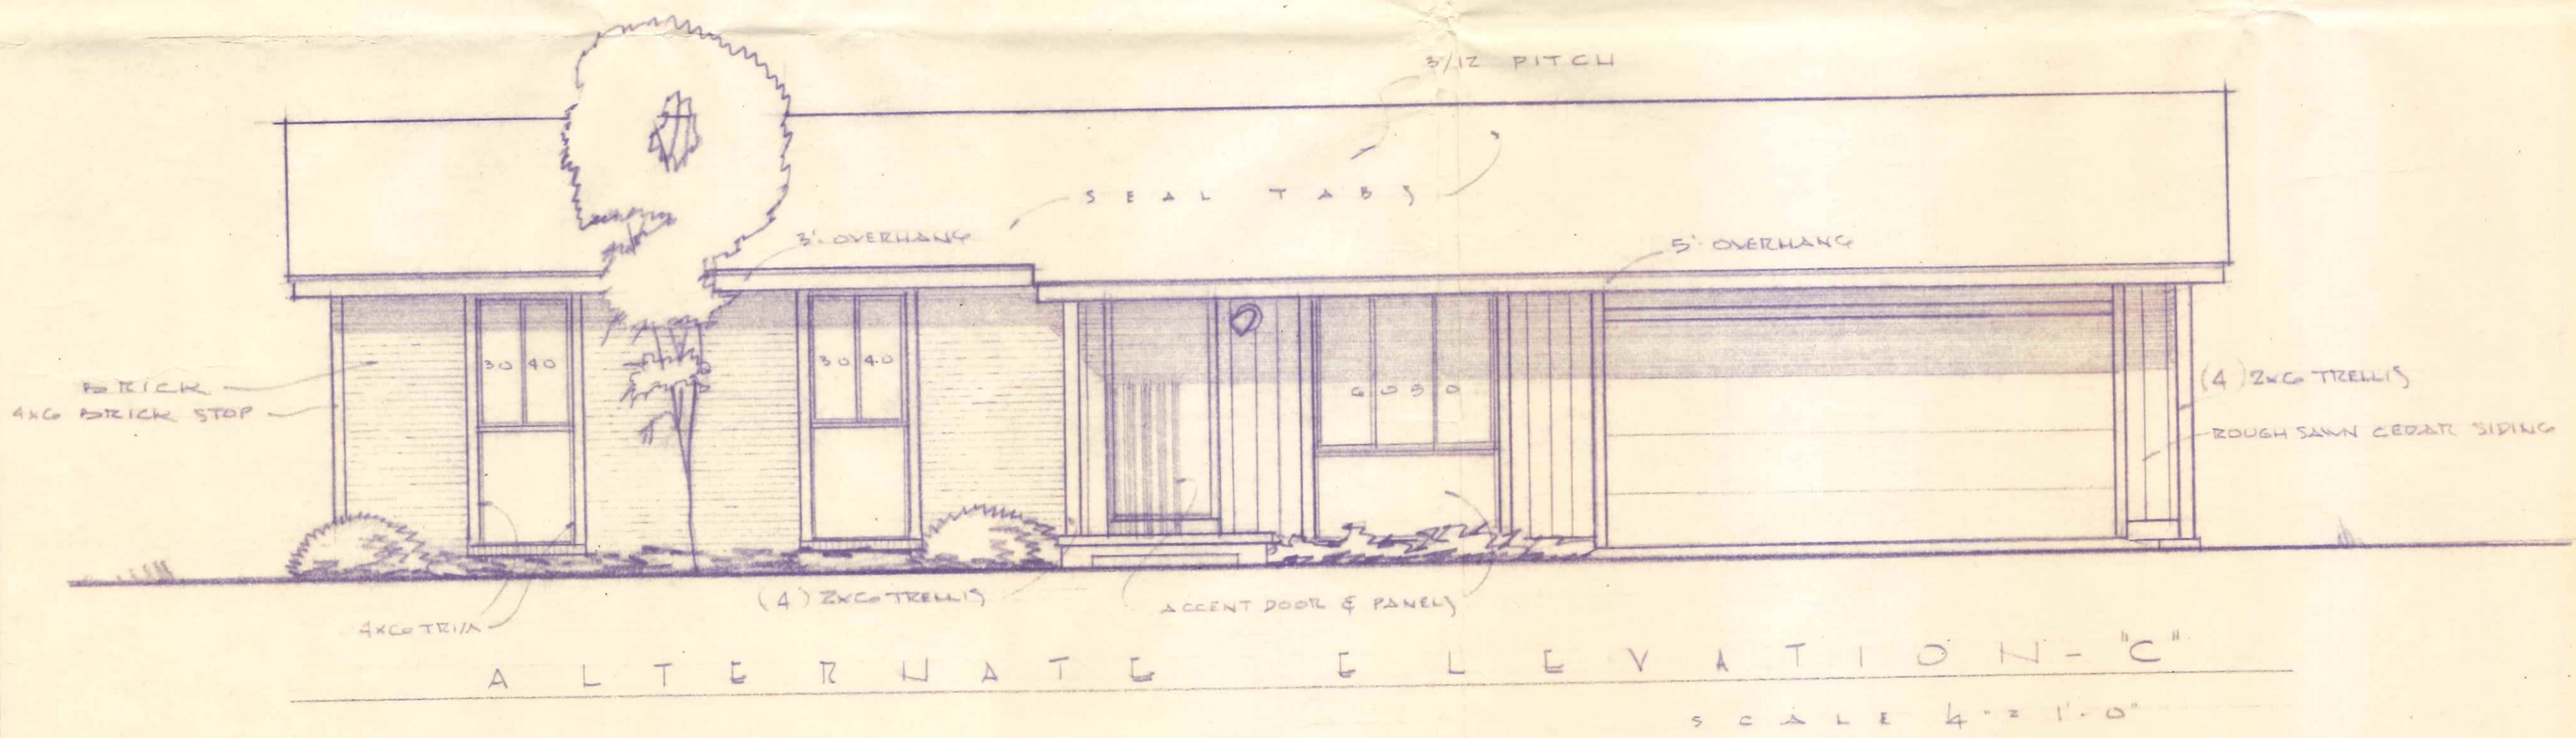 3/12 PITCH
SEAL TABS
3'· OVERHANG
5'· OVERHANG
30 40
30 40
6050
BRICK
4x6 BRICK STOP
(4) 2x6 TRELLIS
ROUGH SAWN CEDAR SIDING
(4) 2x6 TRELLIS
ACCENT DOOR & PANELS
4x6 TRIM
ALTERNATE ELEVATION-"C"
SCALE ¼" = 1'-0"